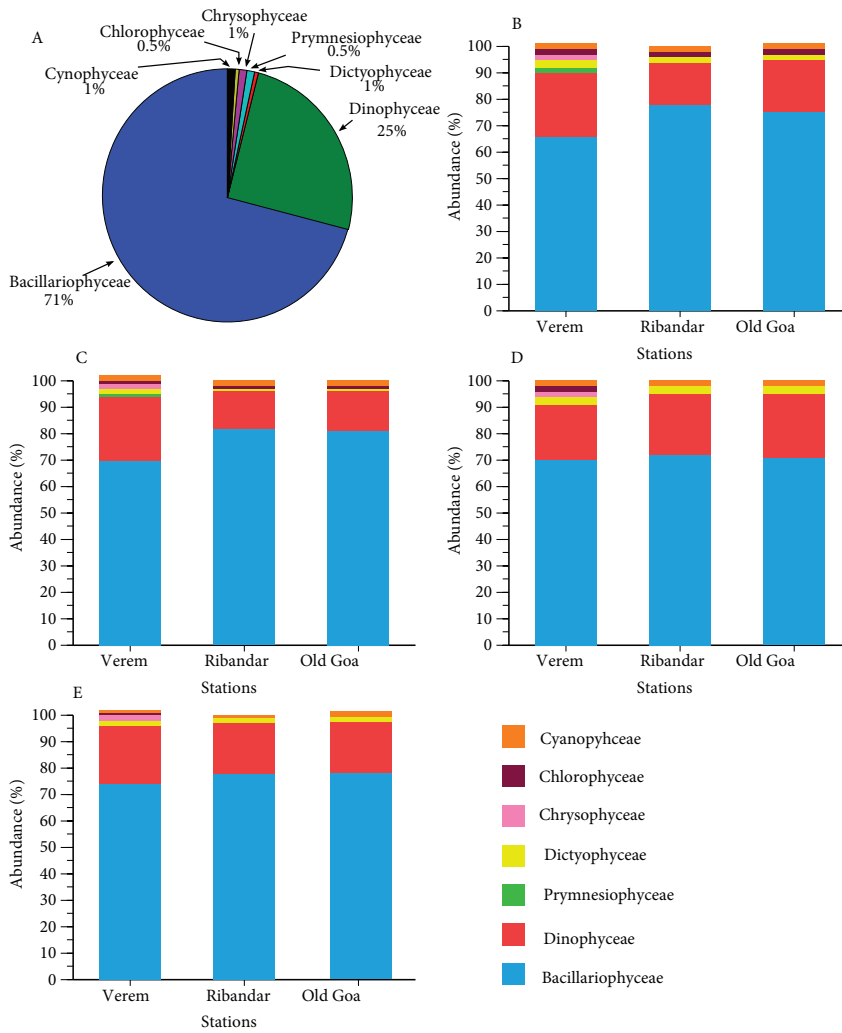 A
Chrysophyceae
1%
Chlorophyceae
0.5%
Prymnesiophyceae
0.5%
Cynophyceae
1%
Dictyophyceae
1%
Dinophyceae
25%
Bacillariophyceae
71%
B
100
90
80
70
60
50
40
30
20
10
0
Abundance (%)
Verem Ribandar Old Goa
Stations
C
100
90
80
70
60
50
40
30
20
10
0
Abundance (%)
Verem Ribandar Old Goa
Stations
D
100
90
80
70
60
50
40
30
20
10
0
Abundance (%)
Verem Ribandar Old Goa
Stations
E
100
90
80
70
60
50
40
30
20
10
0
Abundance (%)
Verem Ribandar Old Goa
Stations
Cyanopyhceae
Chlorophyceae
Chrysophyceae
Dictyophyceae
Prymnesiophyceae
Dinophyceae
Bacillariophyceae